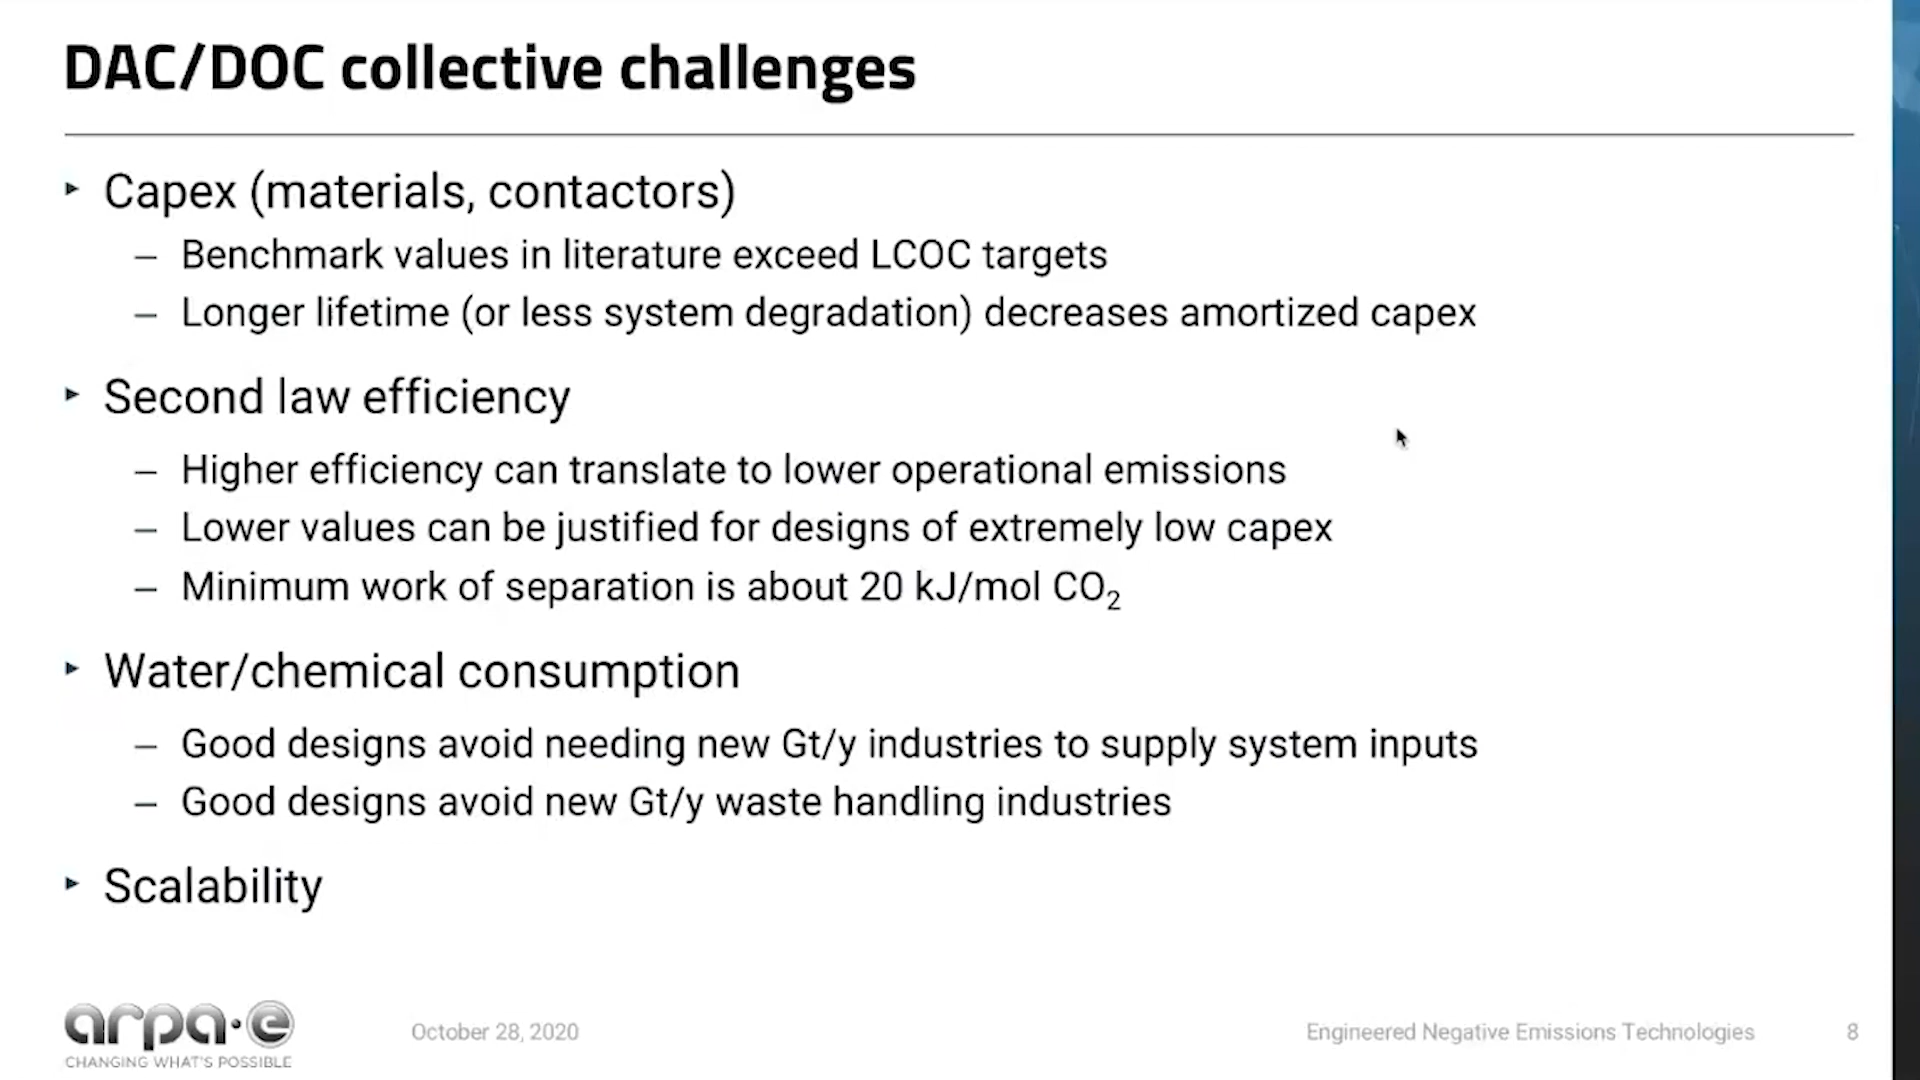 DAC/DOC collective challenges
‣ Capex (materials, contactors)
– Benchmark values in literature exceed LCOC targets
– Longer lifetime (or less system degradation) decreases amortized capex
‣ Second law efficiency
– Higher efficiency can translate to lower operational emissions
– Lower values can be justified for designs of extremely low capex
– Minimum work of separation is about 20 kJ/mol CO₂
‣ Water/chemical consumption
– Good designs avoid needing new Gt/y industries to supply system inputs
– Good designs avoid new Gt/y waste handling industries
‣ Scalability
arpa·e
CHANGING WHAT'S POSSIBLE
October 28, 2020
Engineered Negative Emissions Technologies
8